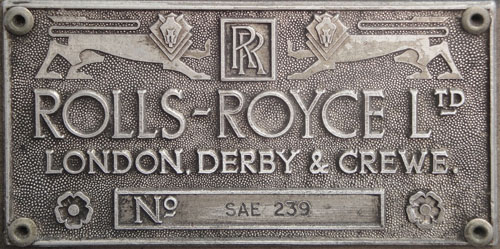 RR
ROLLS-ROYCE LTD
LONDON. DERBY & CREWE.
No SAE 239